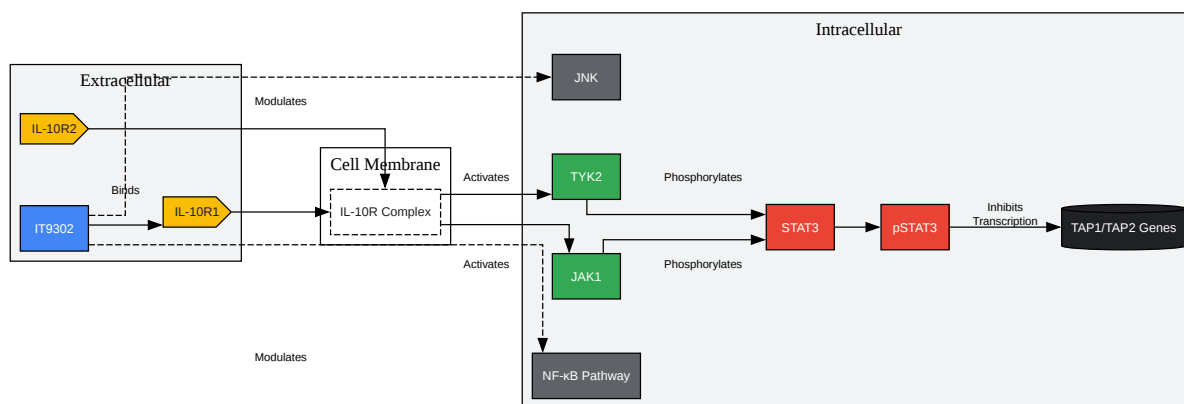 Intracellular
Extracellular
JNK
Modulates
IL-10R2
Cell Membrane
TYK2
Activates
Phosphorylates
Binds
IL-10R1
IL-10R Complex
IT9302
STAT3
pSTAT3
Inhibits
Transcription
TAP1/TAP2 Genes
Activates
JAK1
Phosphorylates
Modulates
NF-κB Pathway